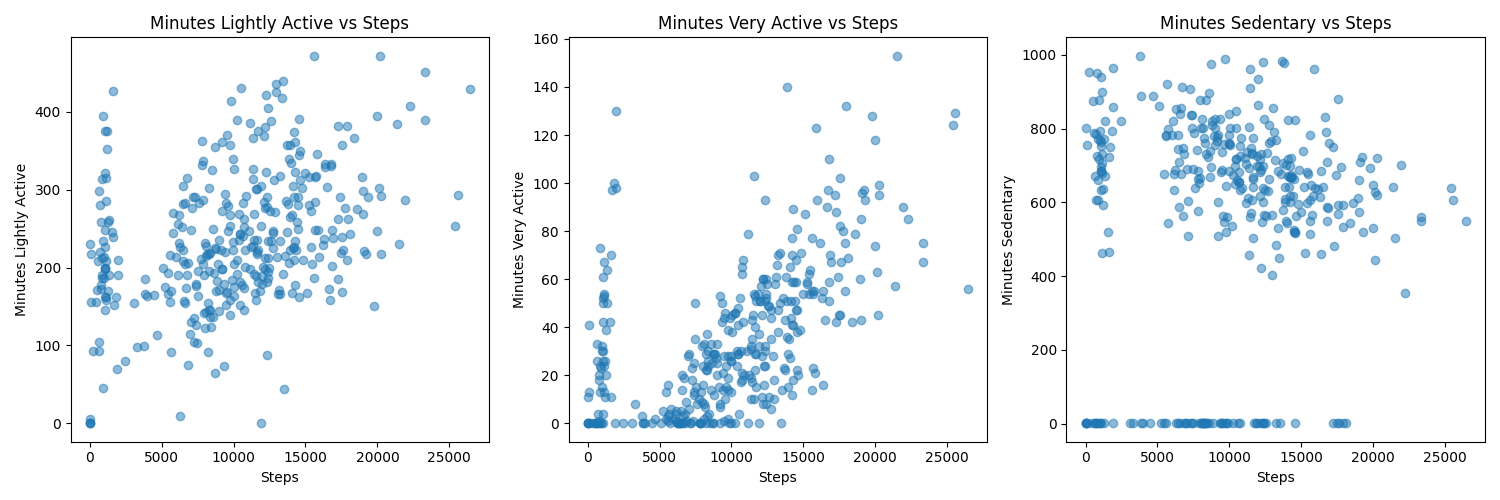 Minutes Lightly Active vs Steps
Minutes Lightly Active
400
300
200
100
0
0 5000 10000 15000 20000 25000
Steps
Minutes Very Active vs Steps
Minutes Very Active
160
140
120
100
80
60
40
20
0
0 5000 10000 15000 20000 25000
Steps
Minutes Sedentary vs Steps
Minutes Sedentary
1000
800
600
400
200
0
0 5000 10000 15000 20000 25000
Steps